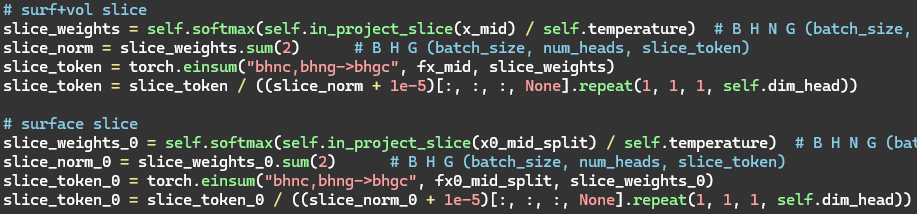 # surf+vol slice
slice_weights = self.softmax(self.in_project_slice(x_mid) / self.temperature)  # B H N G (batch_size,
slice_norm = slice_weights.sum(2)      # B H G (batch_size, num_heads, slice_token)
slice_token = torch.einsum("bhnc,bhng->bhgc", fx_mid, slice_weights)
slice_token = slice_token / ((slice_norm + 1e-5)[:, :, :, None].repeat(1, 1, 1, self.dim_head))
# surface slice
slice_weights_0 = self.softmax(self.in_project_slice(x0_mid_split) / self.temperature)  # B H N G (bat
slice_norm_0 = slice_weights_0.sum(2)      # B H G (batch_size, num_heads, slice_token)
slice_token_0 = torch.einsum("bhnc,bhng->bhgc", fx0_mid_split, slice_weights_0)
slice_token_0 = slice_token_0 / ((slice_norm_0 + 1e-5)[:, :, :, None].repeat(1, 1, 1, self.dim_head))